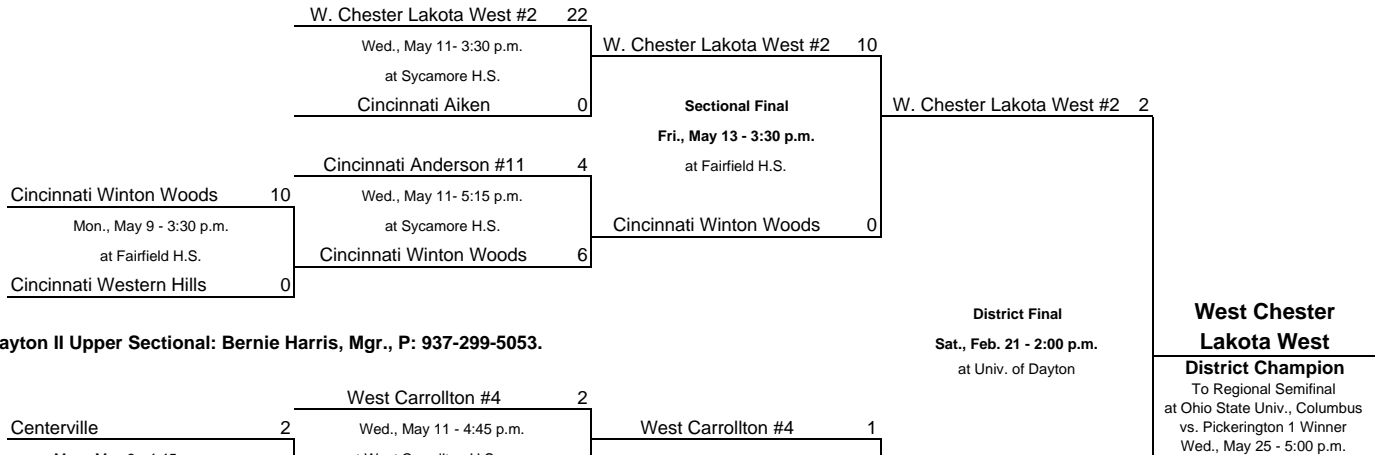 W. Chester Lakota West #2 22
Wed., May 11- 3:30 p.m.
at Sycamore H.S.
Cincinnati Aiken 0
W. Chester Lakota West #2 10
Sectional Final
Fri., May 13 - 3:30 p.m.
at Fairfield H.S.
W. Chester Lakota West #2 2
Cincinnati Anderson #11 4
Cincinnati Winton Woods 10
Wed., May 11- 5:15 p.m.
Mon., May 9 - 3:30 p.m.
at Sycamore H.S.
Cincinnati Winton Woods 0
at Fairfield H.S.
Cincinnati Winton Woods 6
Cincinnati Western Hills 0
District Final
Sat., Feb. 21 - 2:00 p.m.
at Univ. of Dayton
West Chester
Lakota West
District Champion
To Regional Semifinal
at Ohio State Univ., Columbus
vs. Pickerington 1 Winner
Wed., May 25 - 5:00 p.m.
ayton II Upper Sectional: Bernie Harris, Mgr., P: 937-299-5053.
West Carrollton #4 2
Centerville 2
Wed., May 11 - 4:45 p.m.
West Carrollton #4 1